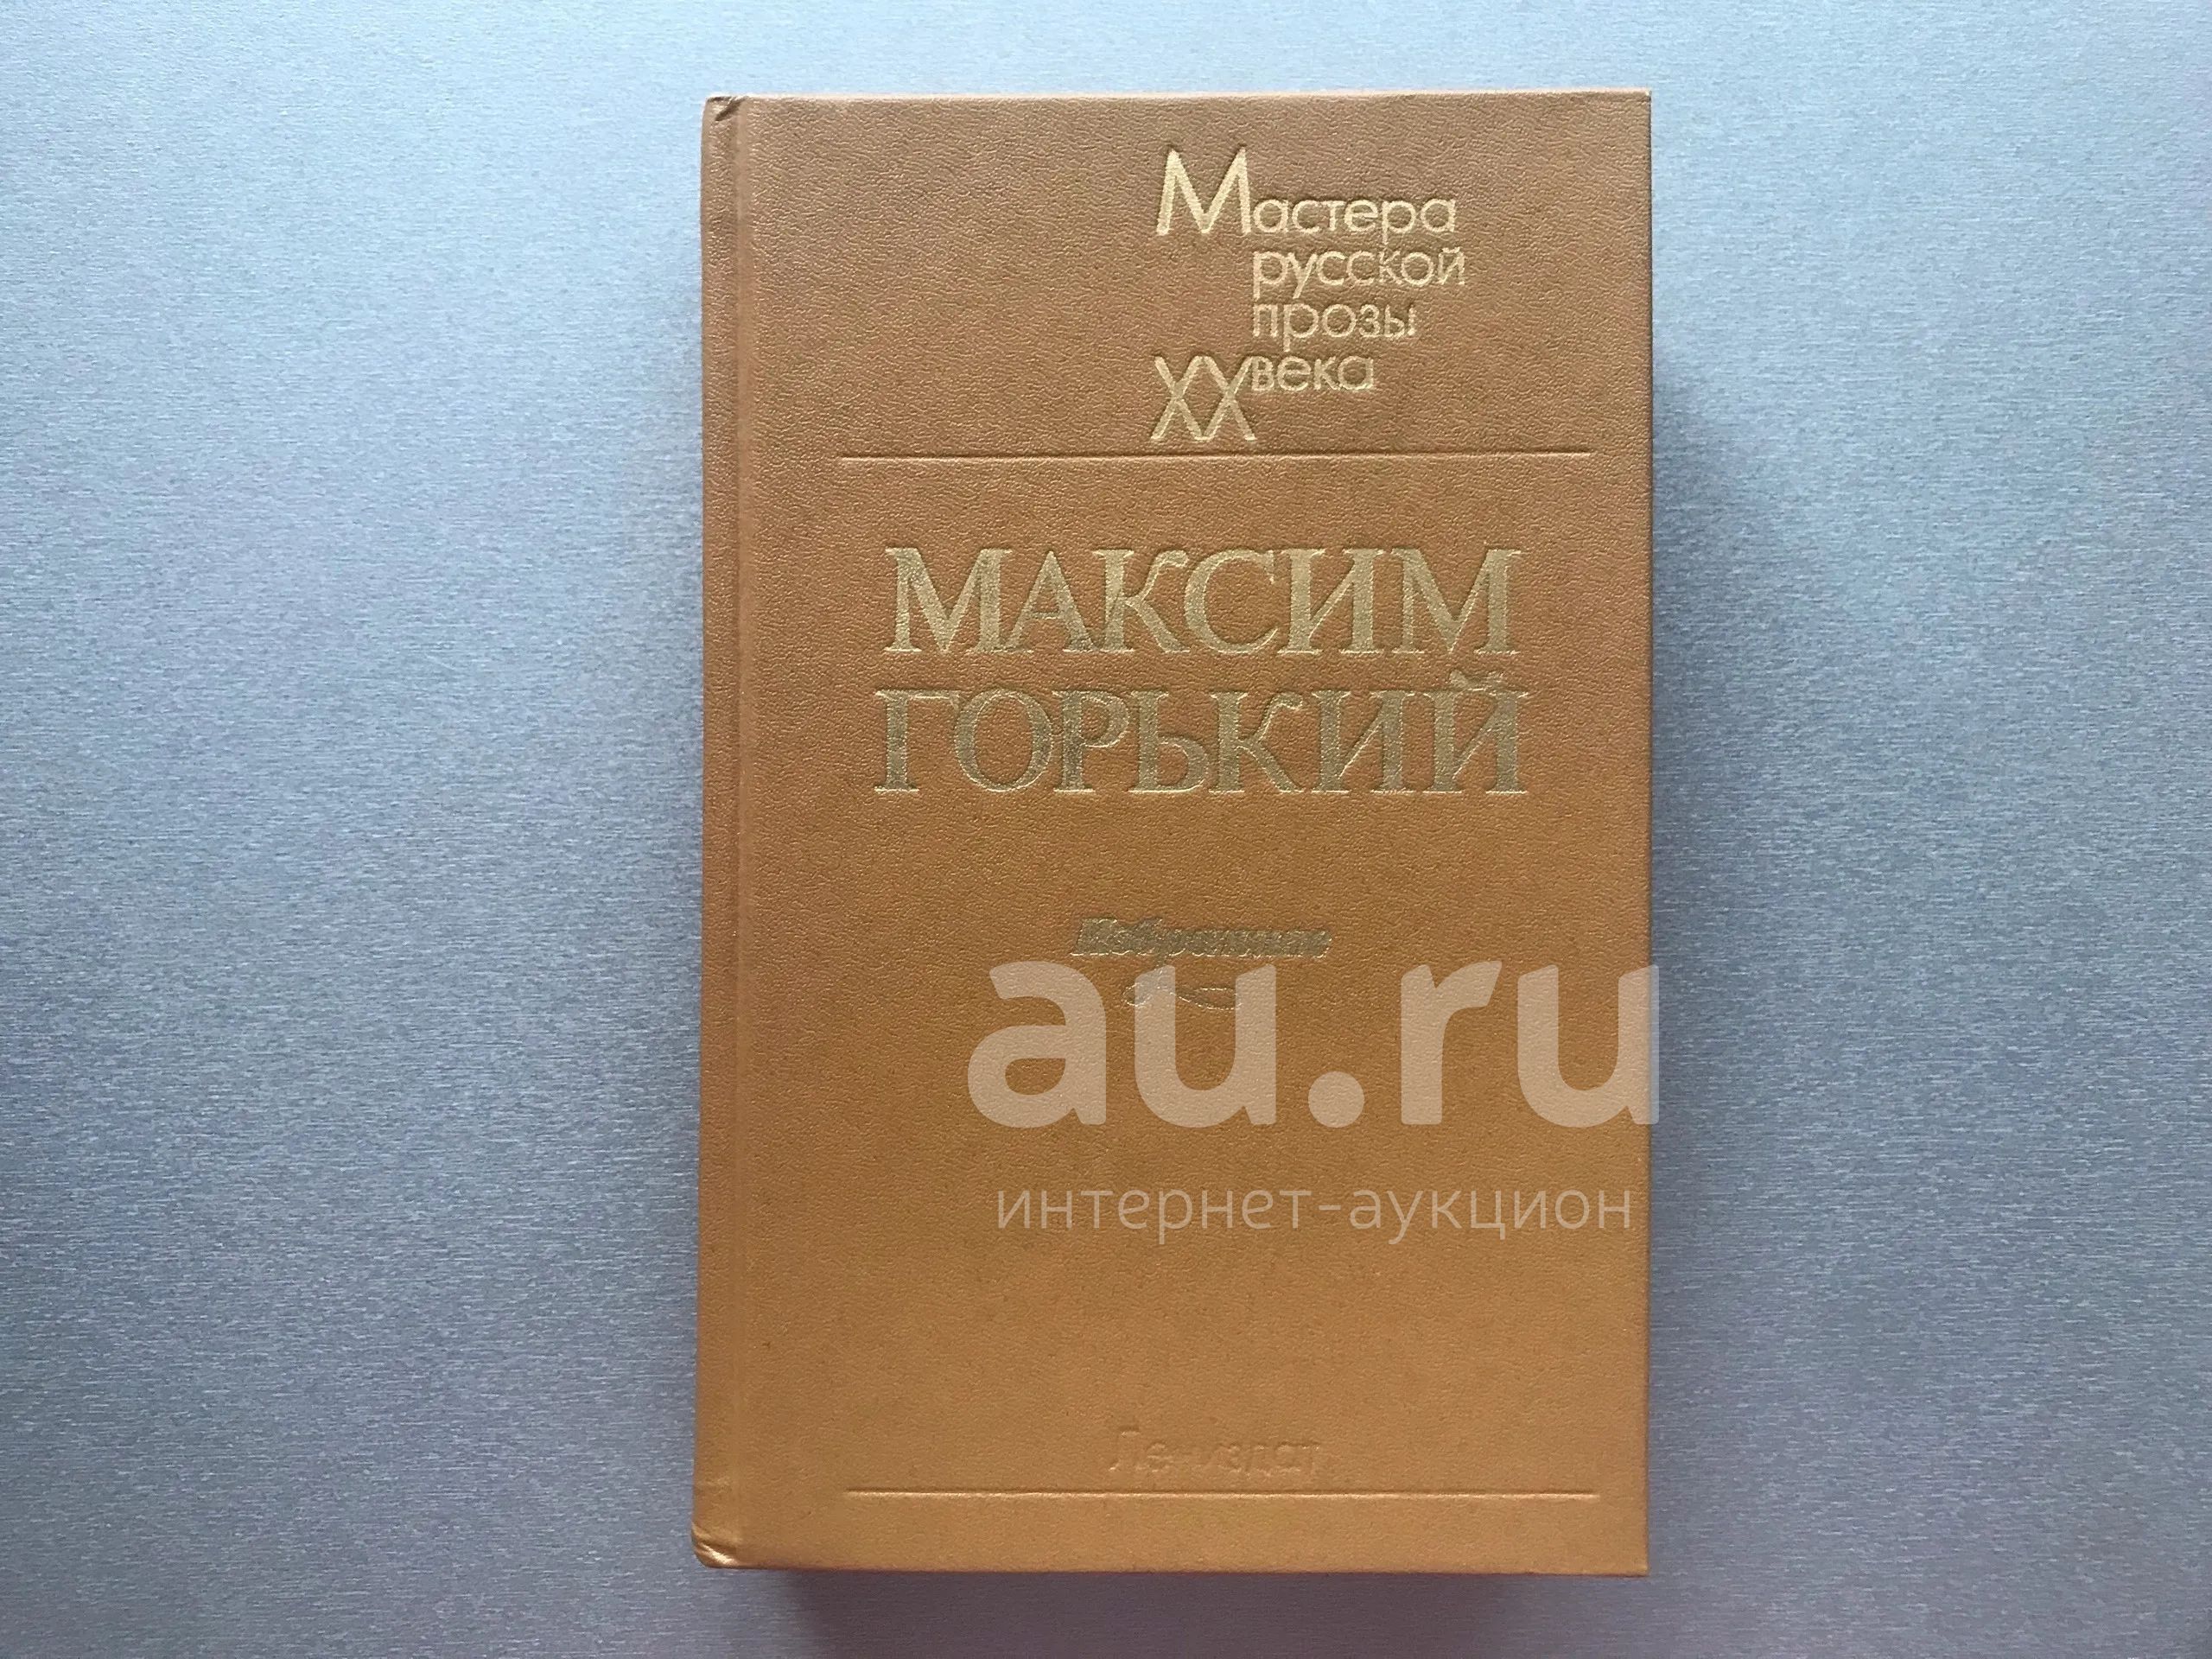 Мастера
русской
прозы
XX века
МАКСИМ
ГОРЬКИЙ
Избранное
au.ru
интернет-аукцион
Лениздат